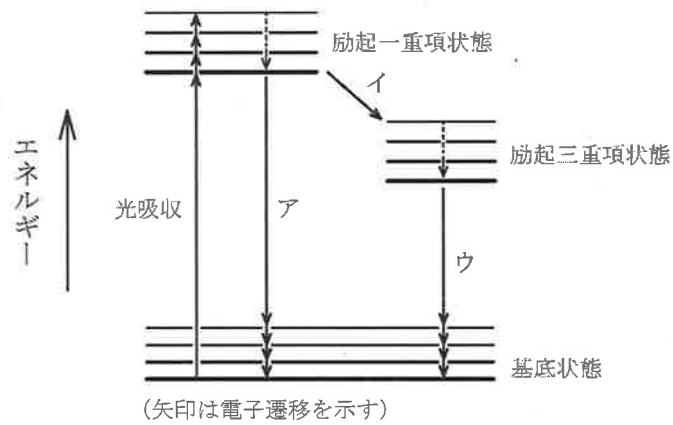 励起一重項状態
イ
励起三重項状態
エネルギー
光吸収
ア
ウ
基底状態
(矢印は電子遷移を示す)